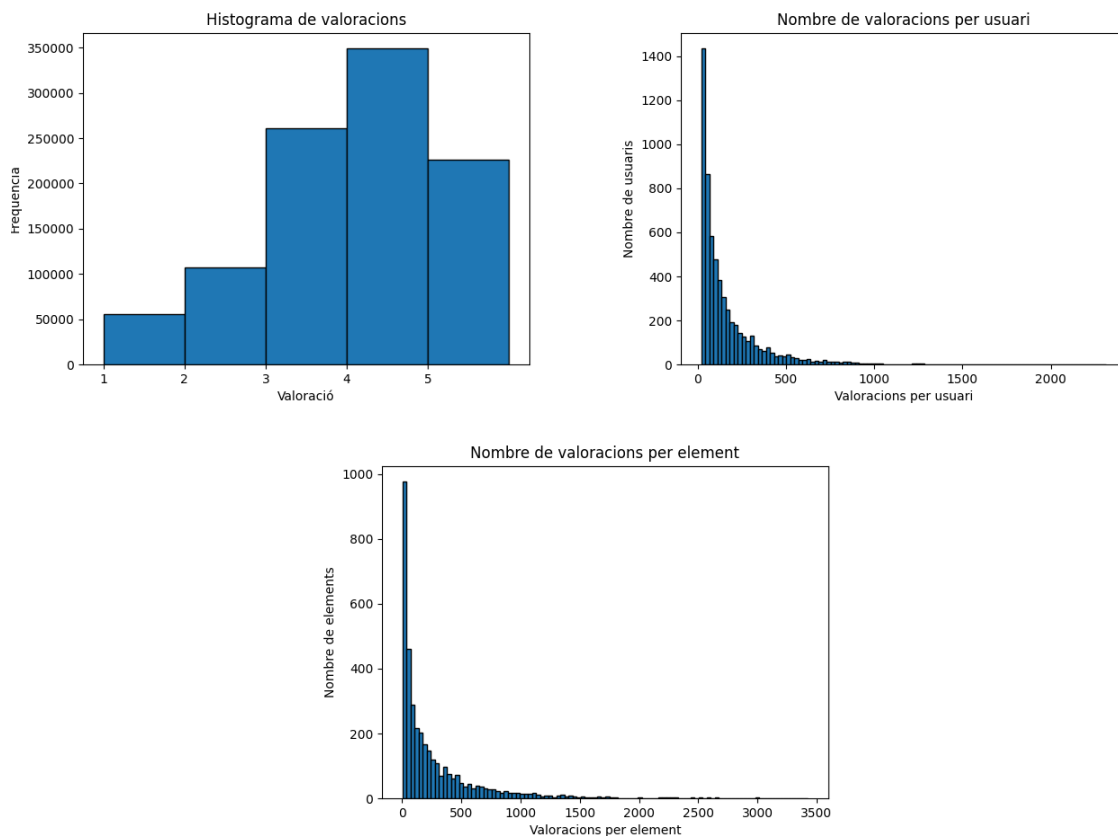 Histograma de valoracions
350000
300000
250000
200000
150000
100000
50000
0
Frequencia
1 2 3 4 5
Valoració
Nombre de valoracions per usuari
1400
1200
1000
800
600
400
200
0
Nombre de usuaris
0 500 1000 1500 2000
Valoracions per usuari
Nombre de valoracions per element
1000
800
600
400
200
0
Nombre de elements
0 500 1000 1500 2000 2500 3000 3500
Valoracions per element